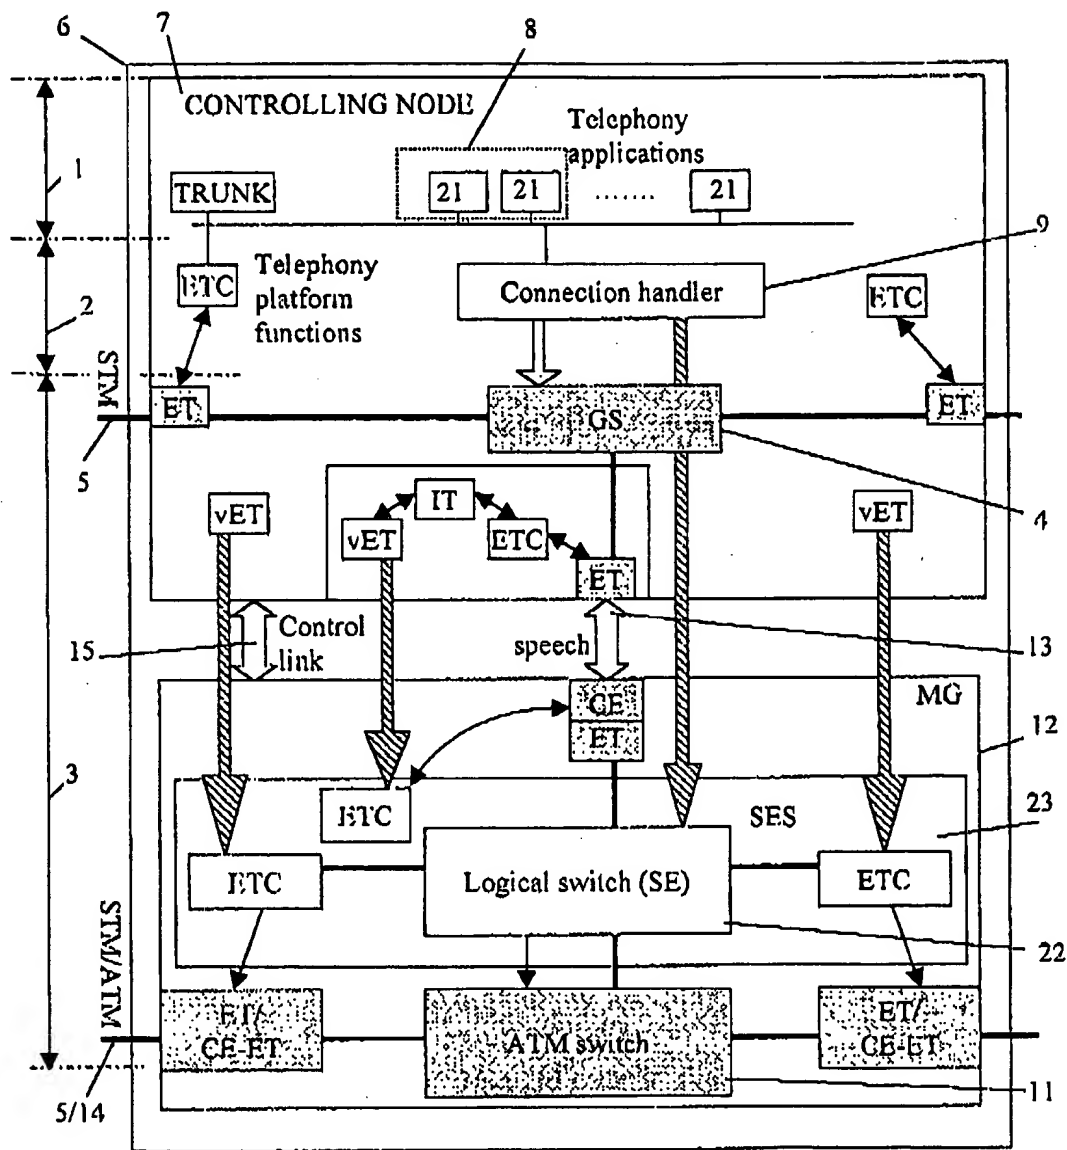 6
7
8
CONTROLLING NODE
Telephony
applications
1
TRUNK
21
21
.......
21
9
ETC
Telephony
platform
functions
Connection handler
ETC
2
STM
ET
GS
ET
5
vET
IT
vET
ETC
vET
4
ET
15
Control
link
speech
13
CE
ET
MG
12
3
ETC
SES
23
ETC
Logical switch (SE)
ETC
22
STM/ATM
ET/
CE-ET
ATM switch
ET/
CE-ET
5/14
11